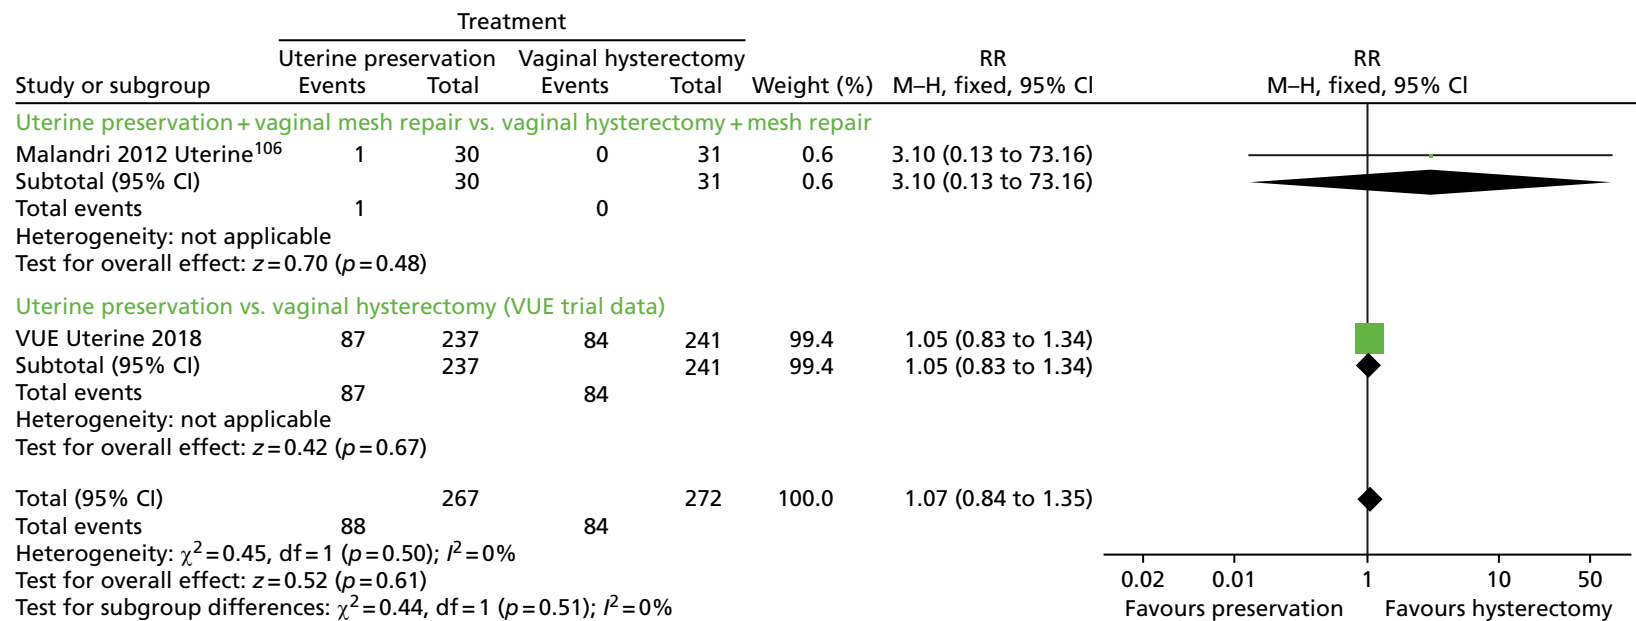 Treatment
Uterine preservation Vaginal hysterectomy RR RR
Study or subgroup Events Total Events Total Weight (%) M–H, fixed, 95% CI M–H, fixed, 95% CI
Uterine preservation + vaginal mesh repair vs. vaginal hysterectomy + mesh repair
Malandri 2012 Uterine106 1 30 0 31 0.6 3.10 (0.13 to 73.16)
Subtotal (95% CI) 30 31 0.6 3.10 (0.13 to 73.16)
Total events 1 0
Heterogeneity: not applicable
Test for overall effect: z=0.70 (p=0.48)
Uterine preservation vs. vaginal hysterectomy (VUE trial data)
VUE Uterine 2018 87 237 84 241 99.4 1.05 (0.83 to 1.34)
Subtotal (95% CI) 237 241 99.4 1.05 (0.83 to 1.34)
Total events 87 84
Heterogeneity: not applicable
Test for overall effect: z=0.42 (p=0.67)
Total (95% CI) 267 272 100.0 1.07 (0.84 to 1.35)
Total events 88 84
Heterogeneity: χ²=0.45, df=1 (p=0.50); I²=0%
Test for overall effect: z=0.52 (p=0.61)
Test for subgroup differences: χ²=0.44, df=1 (p=0.51); I²=0%
0.02 0.01 1 10 50
Favours preservation Favours hysterectomy